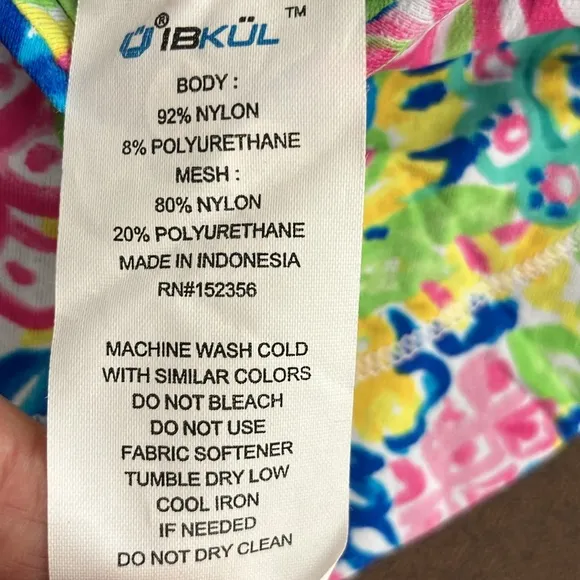 ® IBKÜL ™
BODY :
92% NYLON
8% POLYURETHANE
MESH :
80% NYLON
20% POLYURETHANE
MADE IN INDONESIA
RN#152356
MACHINE WASH COLD
WITH SIMILAR COLORS
DO NOT BLEACH
DO NOT USE
FABRIC SOFTENER
TUMBLE DRY LOW
COOL IRON
IF NEEDED
DO NOT DRY CLEAN